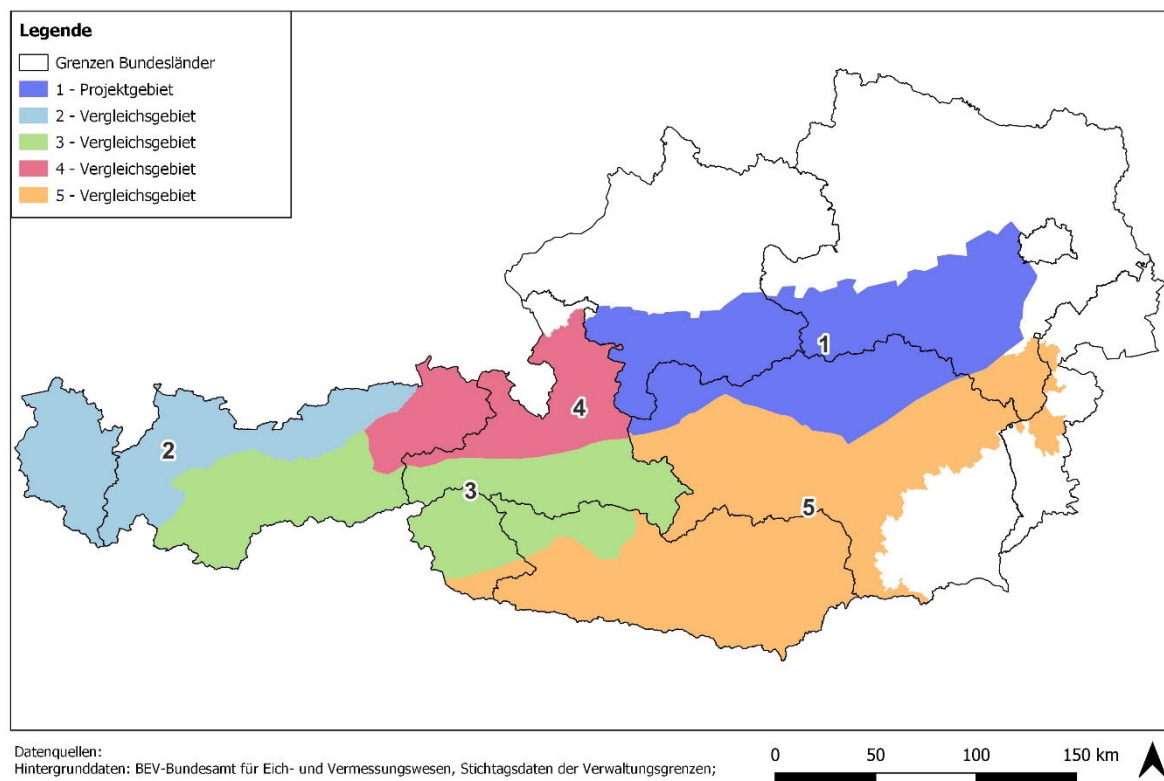 Legende
Grenzen Bundesländer
1 - Projektgebiet
2 - Vergleichsgebiet
3 - Vergleichsgebiet
4 - Vergleichsgebiet
5 - Vergleichsgebiet
1
4
2
3
5
Datenquellen:
Hintergrunddaten: BEV-Bundesamt für Eich- und Vermessungswesen, Stichtagsdaten der Verwaltungsgrenzen;
0 50 100 150 km